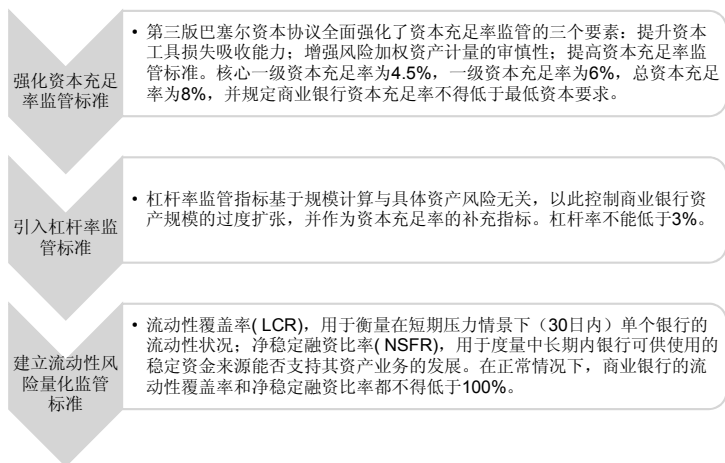 强化资本充足
率监管标准
• 第三版巴塞尔资本协议全面强化了资本充足率监管的三个要素：提升资本
工具损失吸收能力；增强风险加权资产计量的审慎性；提高资本充足率监
管标准。核心一级资本充足率为4.5%，一级资本充足率为6%，总资本充足
率为8%，并规定商业银行资本充足率不得低于最低资本要求。
引入杠杆率监
管标准
• 杠杆率监管指标基于规模计算与具体资产风险无关，以此控制商业银行资
产规模的过度扩张，并作为资本充足率的补充指标。杠杆率不能低于3%。
建立流动性风
险量化监管
标准
• 流动性覆盖率( LCR)，用于衡量在短期压力情景下（30日内）单个银行的
流动性状况；净稳定融资比率( NSFR)，用于度量中长期内银行可供使用的
稳定资金来源能否支持其资产业务的发展。在正常情况下，商业银行的流
动性覆盖率和净稳定融资比率都不得低于100%。